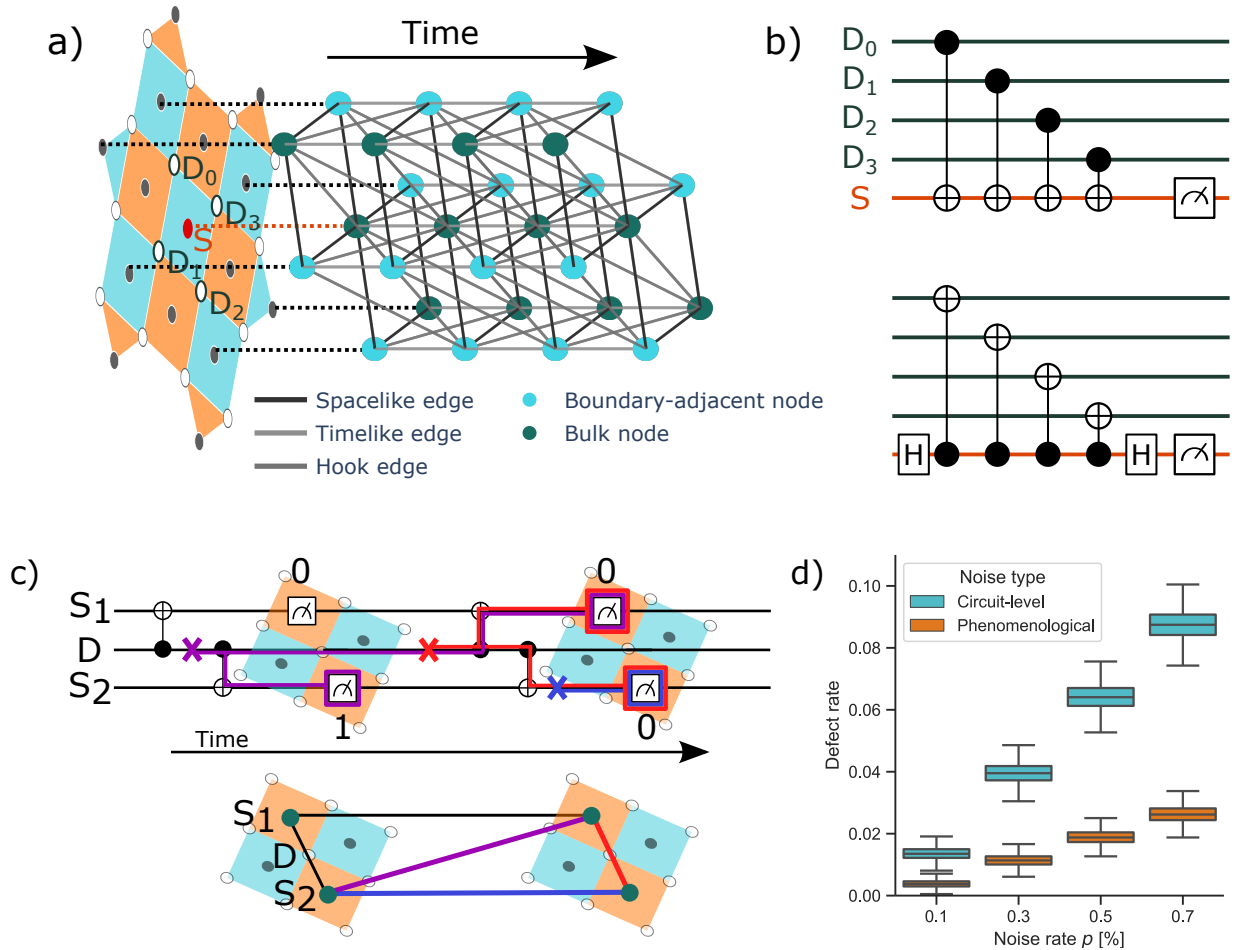 a)
Time
D0
D3
S
D1
D2
Spacelike edge
Timelike edge
Hook edge
Boundary-adjacent node
Bulk node
b)
D0
D1
D2
D3
S
H
H
c)
0
0
S1
D
S2
1
0
Time
S1
D
S2
d)
Noise type
Circuit-level
Phenomenological
Defect rate
0.10
0.08
0.06
0.04
0.02
0.00
0.1
0.3
0.5
0.7
Noise rate p [%]